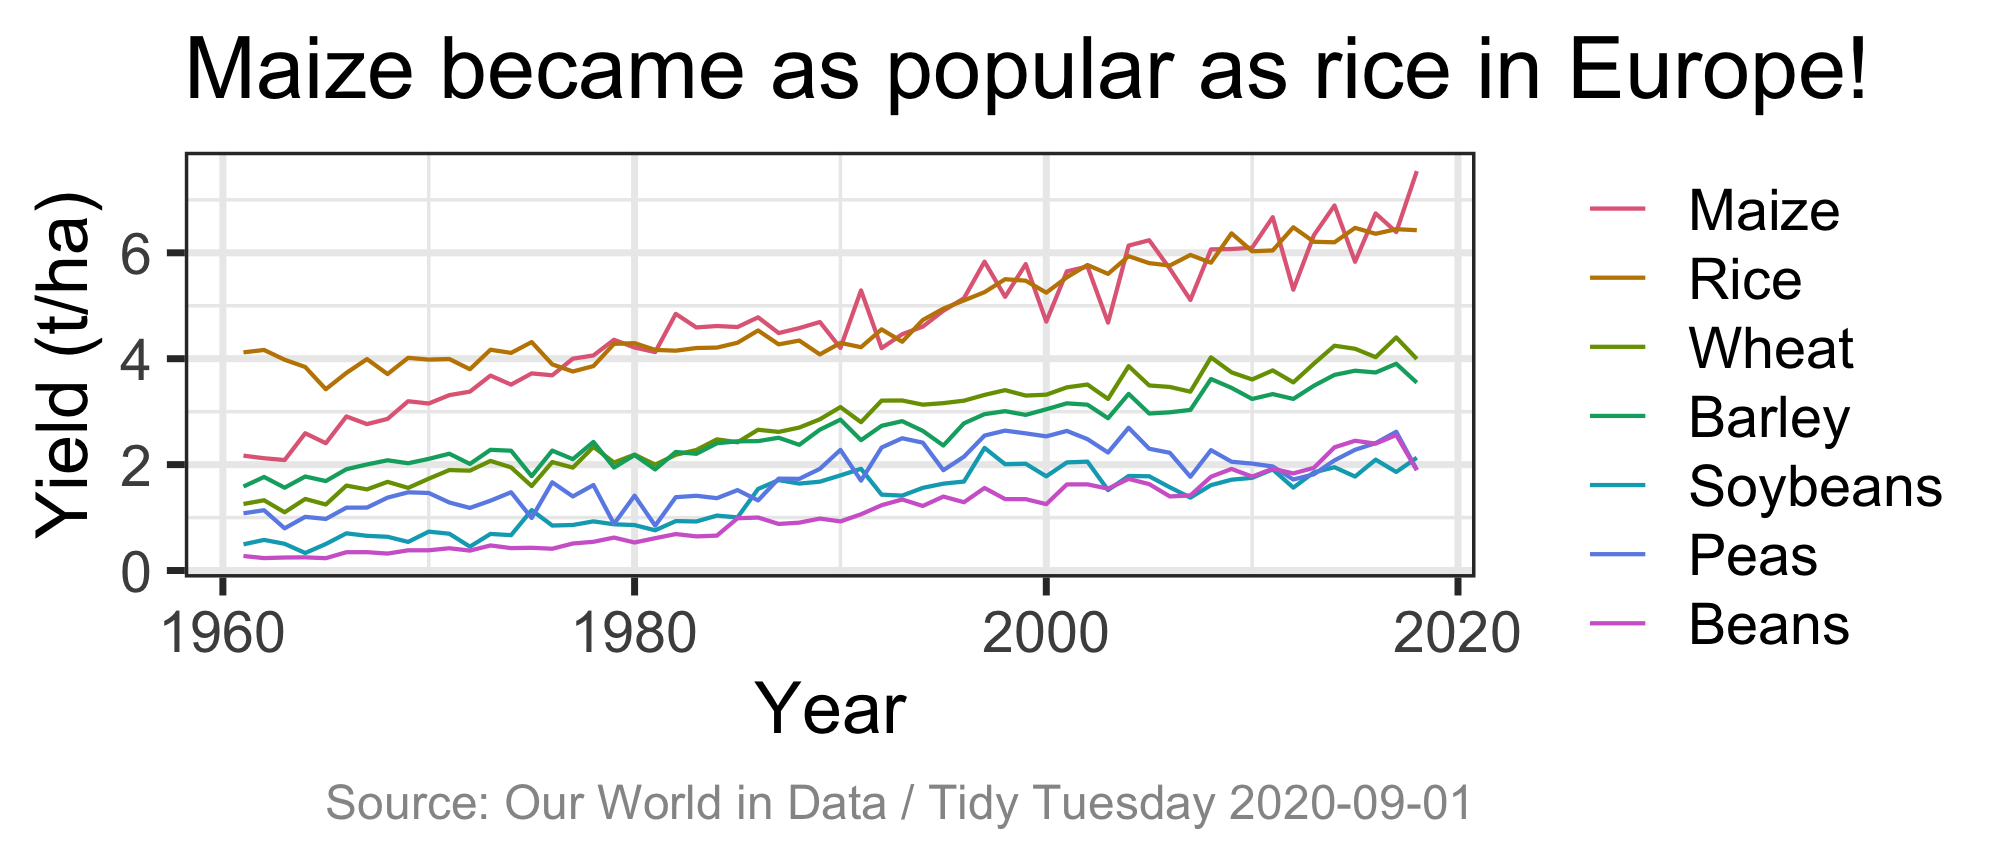 Maize became as popular as rice in Europe!
Yield (t/ha)
6
4
2
0
1960 1980 2000 2020
Year
Maize
Rice
Wheat
Barley
Soybeans
Peas
Beans
Source: Our World in Data / Tidy Tuesday 2020-09-01